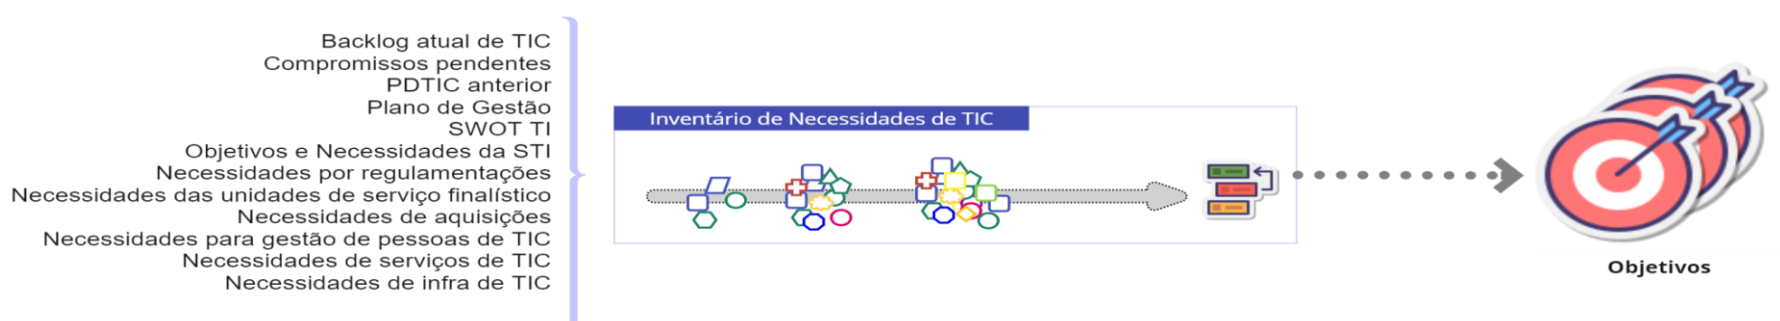 Backlog atual de TIC
Compromissos pendentes
PDTIC anterior
Plano de Gestão
SWOT TI
Objetivos e Necessidades da STI
Necessidades por regulamentações
Necessidades das unidades de serviço finalístico
Necessidades de aquisições
Necessidades para gestão de pessoas de TIC
Necessidades de serviços de TIC
Necessidades de infra de TIC
Inventário de Necessidades de TIC
Objetivos